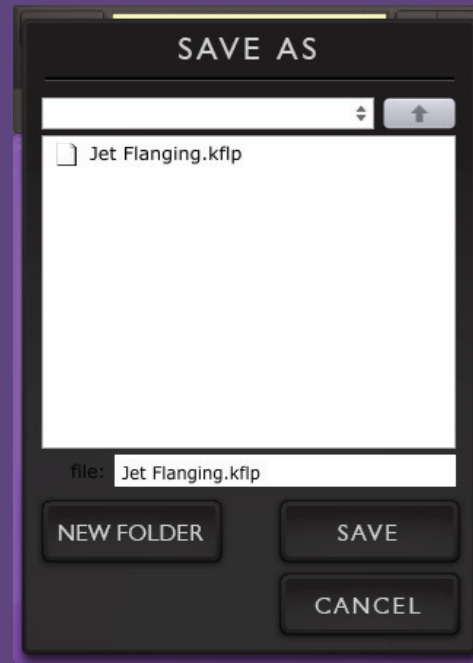 SAVE AS
Jet Flanging.kflp
file: Jet Flanging.kflp
NEW FOLDER
SAVE
CANCEL